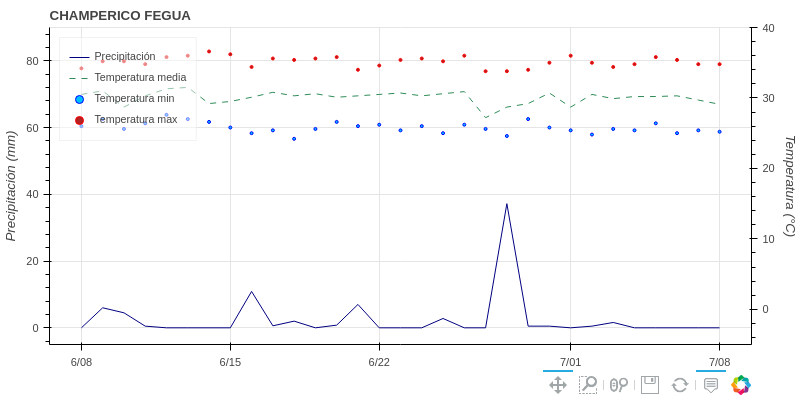 CHAMPERICO FEGUA
Precipitación
Temperatura media
Temperatura min
Temperatura max
Precipitación (mm)
80
60
40
20
0
Temperatura (°C)
40
30
20
10
0
6/08
6/15
6/22
7/01
7/08